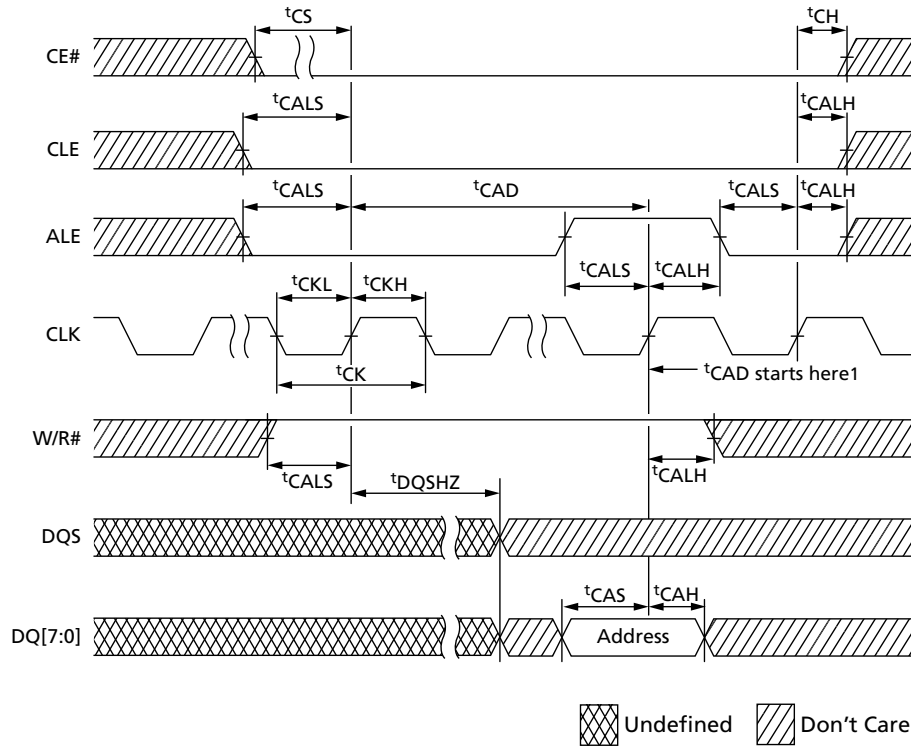 tCS
tCH
CE#
tCALS
tCALH
CLE
tCALS
tCAD
tCALS
tCALH
ALE
tCALS
tCALH
tCKL
tCKH
CLK
tCK
tCAD starts here1
W/R#
tCALS
tDQSHZ
tCALH
DQS
tCAS
tCAH
DQ[7:0]
Address
Undefined
Don't Care